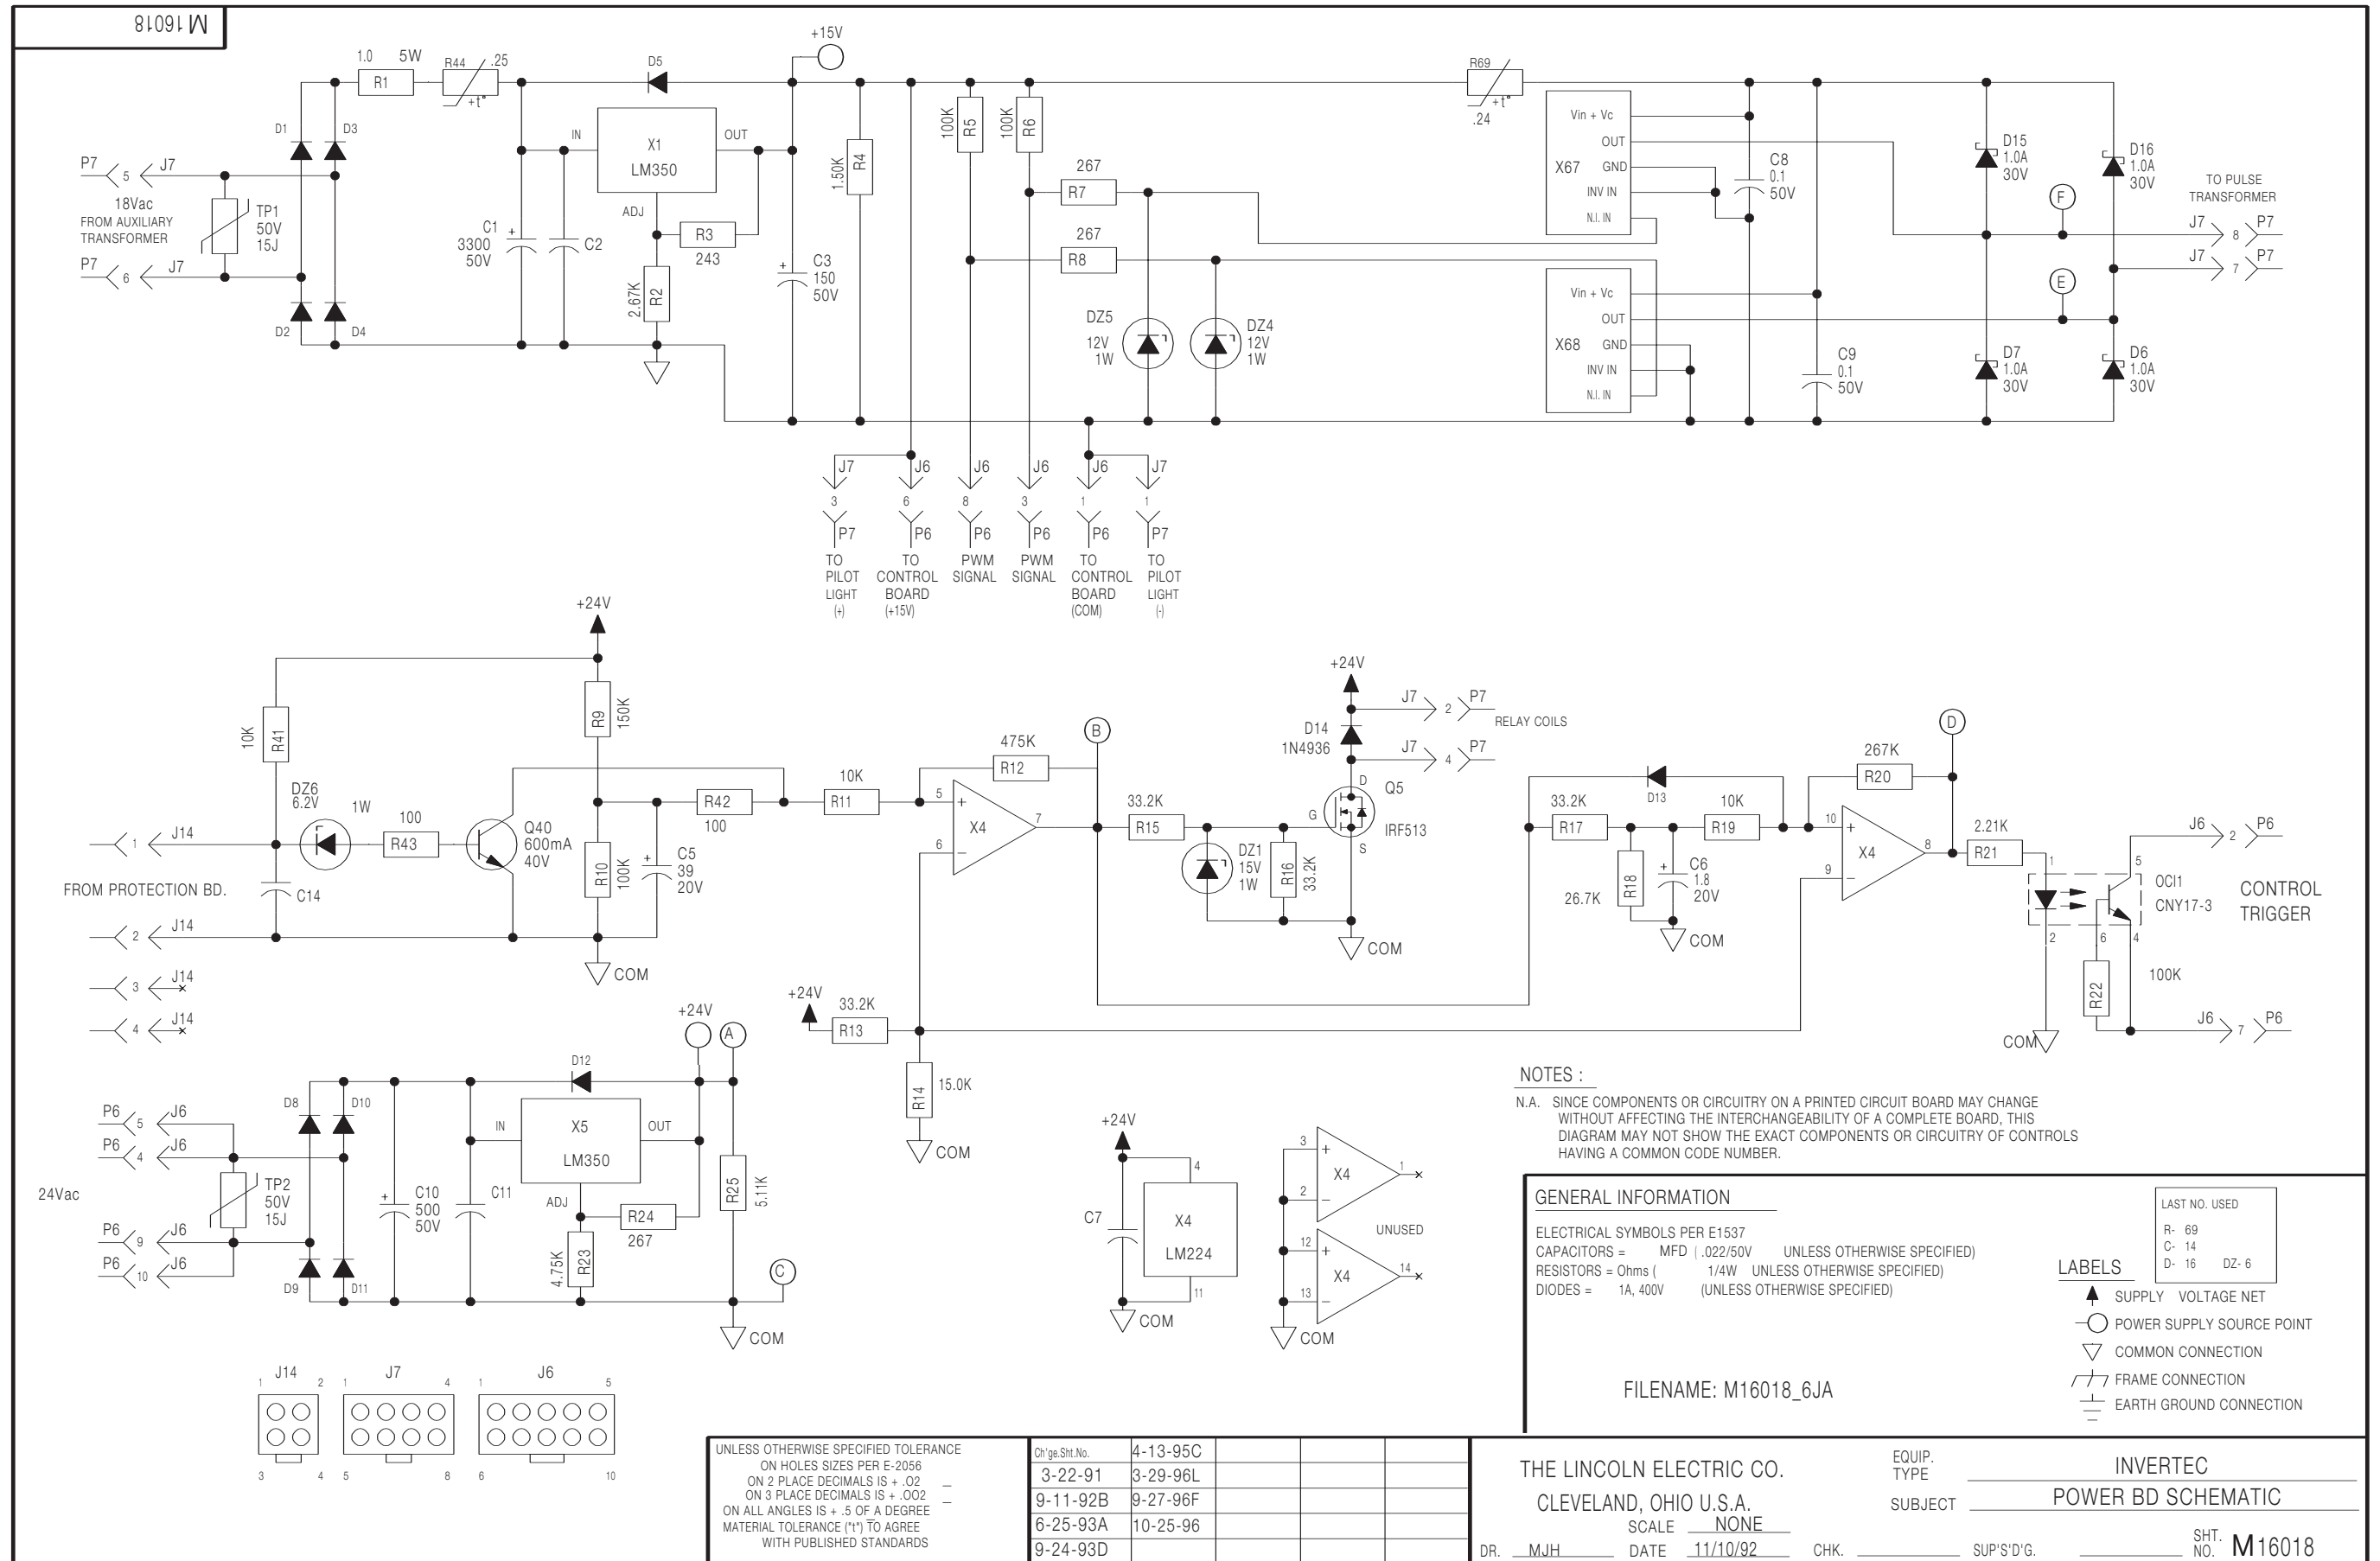 M16018
+15V
1.0 5W
R1
R44 .25
+t°
D5
R69
+t°
.24
D1
D3
IN
X1
LM350
OUT
ADJ
100K
R5
100K
R6
1.50K
R4
P7 5 J7
18Vac
FROM AUXILIARY
TRANSFORMER
P7 6 J7
TP1
50V
15J
D2
D4
C1
+
3300
50V
C2
R3
243
2.67K
R2
+
C3
150
50V
267
R7
267
R8
DZ5
12V
1W
DZ4
12V
1W
Vin + Vc
OUT
X67 GND
INV IN
N.I. IN
Vin + Vc
OUT
X68 GND
INV IN
N.I. IN
C8
0.1
50V
C9
0.1
50V
D15
1.0A
30V
D16
1.0A
30V
D7
1.0A
30V
D6
1.0A
30V
F
E
TO PULSE
TRANSFORMER
J7 8 P7
J7 7 P7
J7 J6 J6 J6 J6 J7
3 6 8 3 1 1
P7 P6 P6 P6 P6 P7
TO
PILOT
LIGHT
(+)
TO
CONTROL
BOARD
(+15V)
PWM
SIGNAL
PWM
SIGNAL
TO
CONTROL
BOARD
(COM)
TO
PILOT
LIGHT
(-)
+24V
10K
R41
R9
150K
DZ6
6.2V
1W
100
R43
Q40
600mA
40V
R10
100K
R42
100
+
C5
39
20V
1 J14
FROM PROTECTION BD.
C14
2 J14
3 J14
4 J14
COM
10K
R11
475K
R12
5
+
X4
6
–
7
B
33.2K
R15
DZ1
15V
1W
R16
33.2K
+24V
J7 2 P7
RELAY COILS
D14
1N4936
J7 4 P7
D
G
S
Q5
IRF513
COM
D13
33.2K
R17
10K
R19
R18
26.7K
+
C6
1.8
20V
COM
267K
R20
D
10
+
X4
9
–
8
2.21K
R21
1
2
5
6
4
OCI1
CNY17-3
J6 2 P6
CONTROL
TRIGGER
100K
R22
J6 7 P6
COM
+24V
33.2K
R13
R14
15.0K
COM
+24V
A
D12
D8
D10
IN
X5
LM350
OUT
ADJ
P6 5 J6
P6 4 J6
24Vac
P6 9 J6
P6 10 J6
TP2
50V
15J
D9
D11
+
C10
500
50V
C11
R24
267
4.75K
R23
R25
5.11K
C
COM
+24V
4
C7
X4
LM224
11
COM
3
+
X4
2
–
1
UNUSED
12
+
X4
13
–
14
COM
NOTES :
N.A. SINCE COMPONENTS OR CIRCUITRY ON A PRINTED CIRCUIT BOARD MAY CHANGE
WITHOUT AFFECTING THE INTERCHANGEABILITY OF A COMPLETE BOARD, THIS
DIAGRAM MAY NOT SHOW THE EXACT COMPONENTS OR CIRCUITRY OF CONTROLS
HAVING A COMMON CODE NUMBER.
GENERAL INFORMATION
ELECTRICAL SYMBOLS PER E1537
CAPACITORS = MFD ( .022/50V UNLESS OTHERWISE SPECIFIED)
RESISTORS = Ohms ( 1/4W UNLESS OTHERWISE SPECIFIED)
DIODES = 1A, 400V (UNLESS OTHERWISE SPECIFIED)
LAST NO. USED
R- 69
C- 14
D- 16 DZ- 6
LABELS
SUPPLY VOLTAGE NET
POWER SUPPLY SOURCE POINT
COMMON CONNECTION
FRAME CONNECTION
EARTH GROUND CONNECTION
FILENAME: M16018_6JA
J14
1 2
3 4
J7
1 4
5 8
J6
1 5
6 10
UNLESS OTHERWISE SPECIFIED TOLERANCE
ON HOLES SIZES PER E-2056
ON 2 PLACE DECIMALS IS + .O2
ON 3 PLACE DECIMALS IS + .OO2
ON ALL ANGLES IS + .5 OF A DEGREE
MATERIAL TOLERANCE ("t") TO AGREE
WITH PUBLISHED STANDARDS
Ch'ge.Sht.No. 4-13-95C
3-22-91 3-29-96L
9-11-92B 9-27-96F
6-25-93A 10-25-96
9-24-93D
THE LINCOLN ELECTRIC CO.
CLEVELAND, OHIO U.S.A.
SCALE NONE
DR. MJH DATE 11/10/92 CHK. SUP'S'D'G.
EQUIP.
TYPE INVERTEC
SUBJECT POWER BD SCHEMATIC
SHT.
NO. M16018